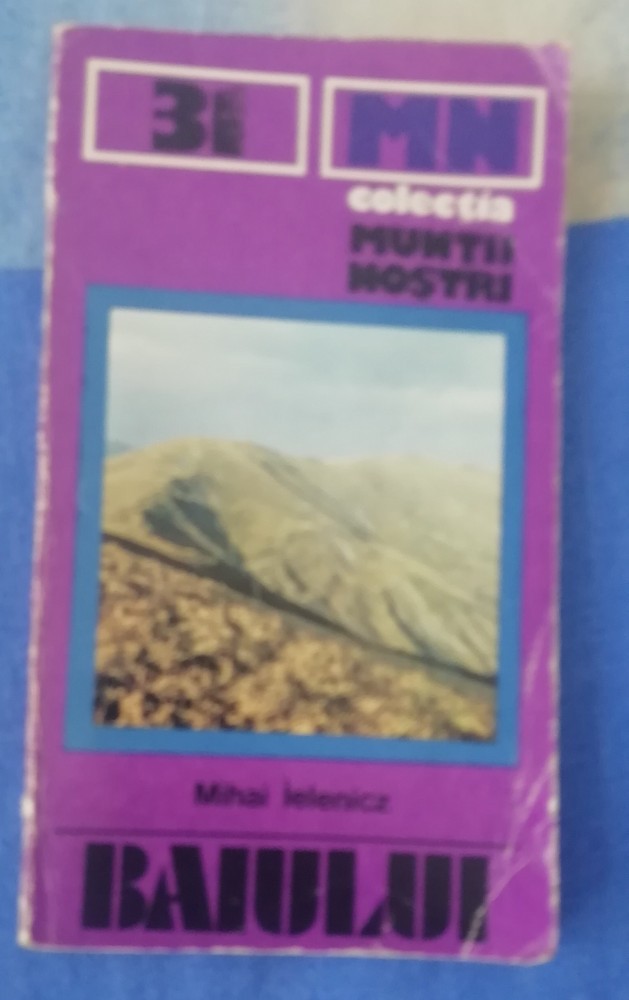 31 MN
colecția
MUNȚII
NOȘTRI
Mihai Ielenicz
BAIULUI